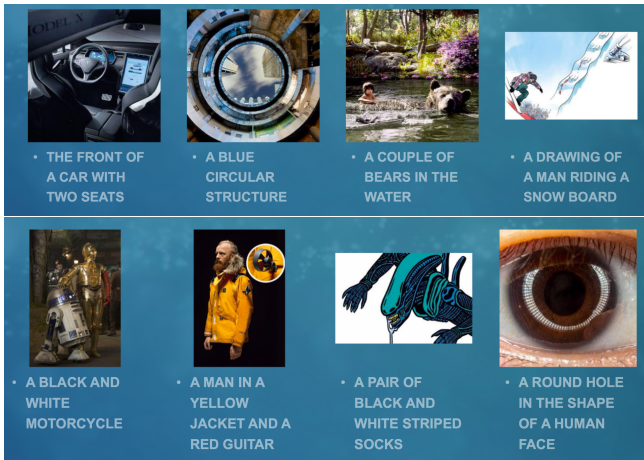 MODEL X
• THE FRONT OF
A CAR WITH
TWO SEATS
• A BLUE
CIRCULAR
STRUCTURE
• A COUPLE OF
BEARS IN THE
WATER
• A DRAWING OF
A MAN RIDING A
SNOW BOARD
• A BLACK AND
WHITE
MOTORCYCLE
• A MAN IN A
YELLOW
JACKET AND A
RED GUITAR
• A PAIR OF
BLACK AND
WHITE STRIPED
SOCKS
• A ROUND HOLE
IN THE SHAPE
OF A HUMAN
FACE